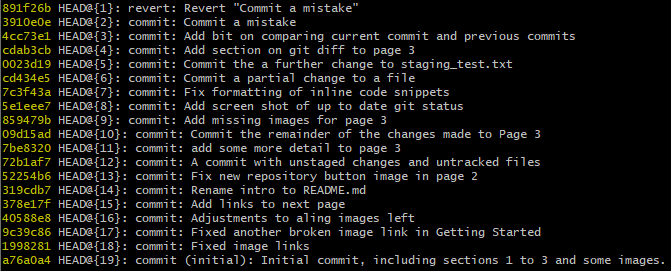 891f26b HEAD@{1}: revert: Revert "Commit a mistake"
3910e0e HEAD@{2}: commit: Commit a mistake
4cc73e1 HEAD@{3}: commit: Add bit on comparing current commit and previous commits
cdab3cb HEAD@{4}: commit: Add section on git diff to page 3
0023d19 HEAD@{5}: commit: Commit the a further change to staging_test.txt
cd434e5 HEAD@{6}: commit: Commit a partial change to a file
7c3f43a HEAD@{7}: commit: Fix formatting of inline code snippets
5e1eee7 HEAD@{8}: commit: Add screen shot of up to date git status
859479b HEAD@{9}: commit: Add missing images for page 3
09d15ad HEAD@{10}: commit: Commit the remainder of the changes made to Page 3
7be8320 HEAD@{11}: commit: add some more detail to page 3
72b1af7 HEAD@{12}: commit: A commit with unstaged changes and untracked files
52254b6 HEAD@{13}: commit: Fix new repository button image in page 2
319cdb7 HEAD@{14}: commit: Rename intro to README.md
378e17f HEAD@{15}: commit: Add links to next page
40588e8 HEAD@{16}: commit: Adjustments to aling images left
9c39c86 HEAD@{17}: commit: Fixed another broken image link in Getting Started
1998281 HEAD@{18}: commit: Fixed image links
a76a0a4 HEAD@{19}: commit (initial): Initial commit, including sections 1 to 3 and some images.